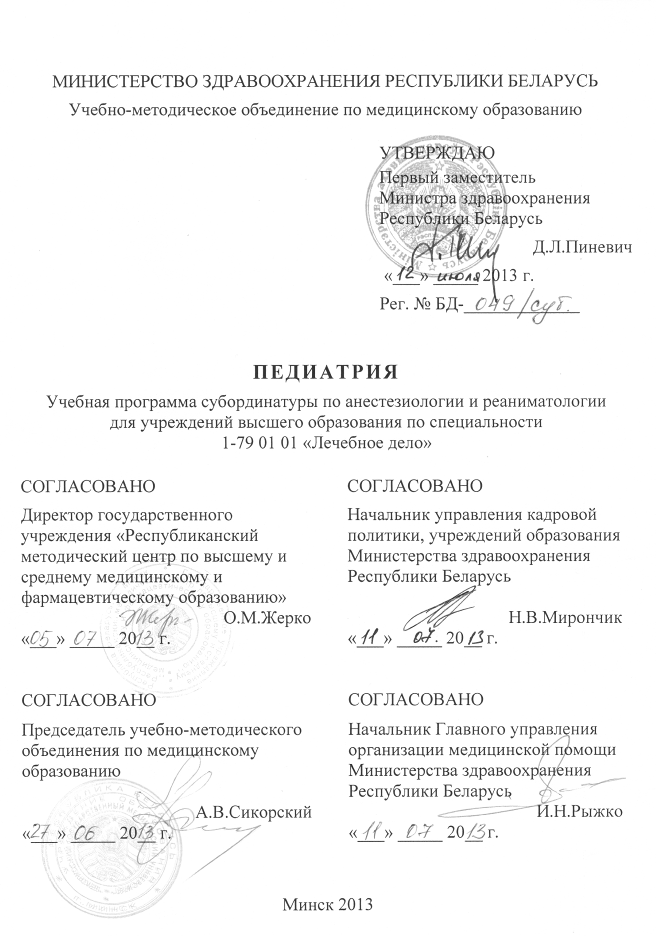 МИНИСТЕРСТВО ЗДРАВООХРАНЕНИЯ РЕСПУБЛИКИ БЕЛАРУСЬ
Учебно-методическое объединение по медицинскому образованию
УТВЕРЖДАЮ
Первый заместитель
Министра здравоохранения
Республики Беларусь
Д.Л.Пиневич
«12» июля 2013 г.
Рег. № БД-049/суб.
ПЕДИАТРИЯ
Учебная программа субординатуры по анестезиологии и реаниматологии
для учреждений высшего образования по специальности
1-79 01 01 «Лечебное дело»
СОГЛАСОВАНО
Директор государственного
учреждения «Республиканский
методический центр по высшему и
среднему медицинскому и
фармацевтическому образованию»
О.М.Жерко
«05» 07 2013 г.
СОГЛАСОВАНО
Начальник управления кадровой
политики, учреждений образования
Министерства здравоохранения
Республики Беларусь
Н.В.Мирончик
«11» 07. 2013 г.
СОГЛАСОВАНО
Председатель учебно-методического
объединения по медицинскому
образованию
А.В.Сикорский
«27» 06 2013 г.
СОГЛАСОВАНО
Начальник Главного управления
организации медицинской помощи
Министерства здравоохранения
Республики Беларусь
И.Н.Рыжко
«11» 07 2013 г.
Минск 2013